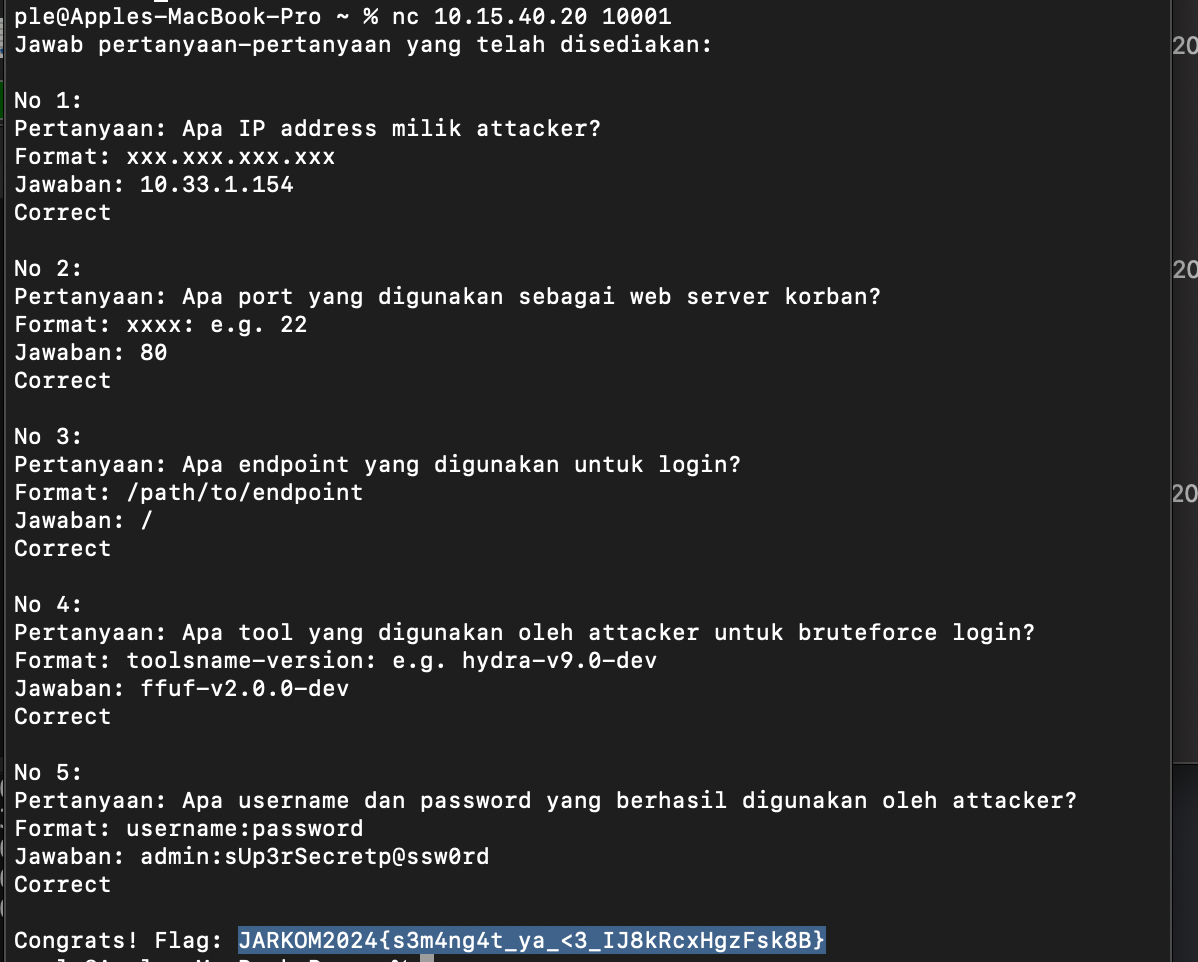 ple@Apples-MacBook-Pro ~ % nc 10.15.40.20 10001
Jawab pertanyaan-pertanyaan yang telah disediakan:
No 1:
Pertanyaan: Apa IP address milik attacker?
Format: xxx.xxx.xxx.xxx
Jawaban: 10.33.1.154
Correct
No 2:
Pertanyaan: Apa port yang digunakan sebagai web server korban?
Format: xxxx: e.g. 22
Jawaban: 80
Correct
No 3:
Pertanyaan: Apa endpoint yang digunakan untuk login?
Format: /path/to/endpoint
Jawaban: /
Correct
No 4:
Pertanyaan: Apa tool yang digunakan oleh attacker untuk bruteforce login?
Format: toolsname-version: e.g. hydra-v9.0-dev
Jawaban: ffuf-v2.0.0-dev
Correct
No 5:
Pertanyaan: Apa username dan password yang berhasil digunakan oleh attacker?
Format: username:password
Jawaban: admin:sUp3rSecretp@ssw0rd
Correct
Congrats! Flag: JARKOM2024{s3m4ng4t_ya_<3_IJ8kRcxHgzFsk8B}
20
20
20